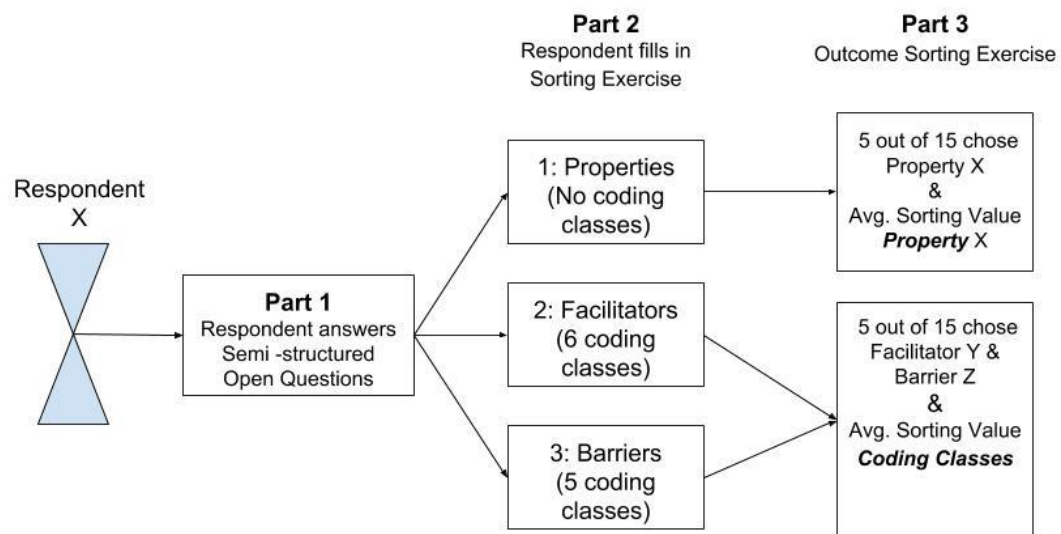 Part 2
Respondent fills in
Sorting Exercise
Part 3
Outcome Sorting Exercise
Respondent
X
Part 1
Respondent answers
Semi -structured
Open Questions
1: Properties
(No coding
classes)
2: Facilitators
(6 coding
classes)
3: Barriers
(5 coding
classes)
5 out of 15 chose
Property X
&
Avg. Sorting Value
Property X
5 out of 15 chose
Facilitator Y &
Barrier Z
&
Avg. Sorting Value
Coding Classes